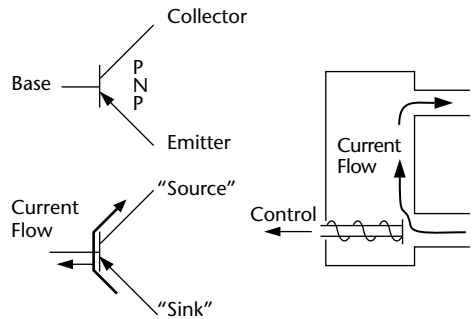 Collector
Base
P
N
P
Emitter
Current
Flow
"Source"
"Sink"
Current
Flow
Control